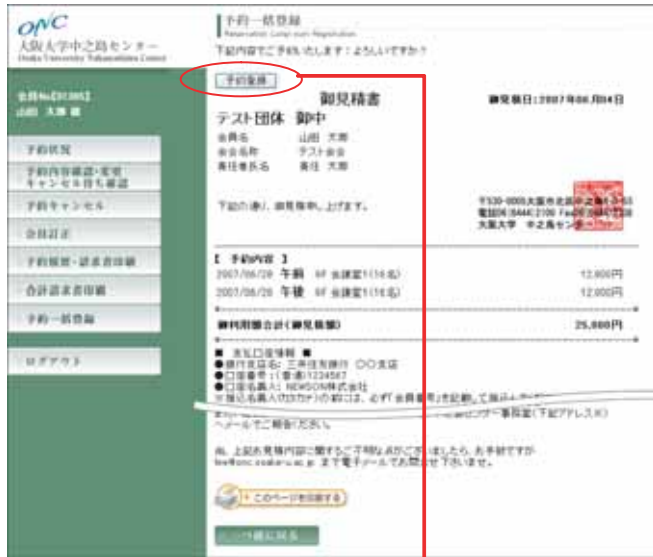 ONC
大阪大学中之島センター
Osaka University Nakanoshima Center
山田 太郎 様
予約状況
予約内容確認・変更
キャンセル待ち確認
予約キャンセル
会員訂正
予約履歴・請求書印刷
合計請求書印刷
予約一括登録
ログアウト
予約一括登録
下記内容でご予約いたします!よろしいですか?
予約登録
御見積書
御見積日:2007年06月04日
テスト団体 御中
会員名 山田 太郎
会合名称 テスト会合
責任者氏名 責任 太郎
下記の通り、御見積申し上げます。
大阪大学 中之島センター
【 予約内容 】
2007/06/28 午前 9F 会議室1(16名)
2007/06/28 午後 9F 会議室1(16名) 12,000円
御利用額合計(御見積額) 25,000円
■ 支払口座情報 ■
●銀行支店名: 三井住友銀行 〇〇支店
●口座番号:(普通)1234567
●口座名義人: NEWSON株式会社
へメールでご報告ください。
尚、上記お見積内容に関するご不明な点がございましたら、お手数ですが
まで電子メールでお問合せ下さいませ。
このページを印刷する
一つ前に戻る